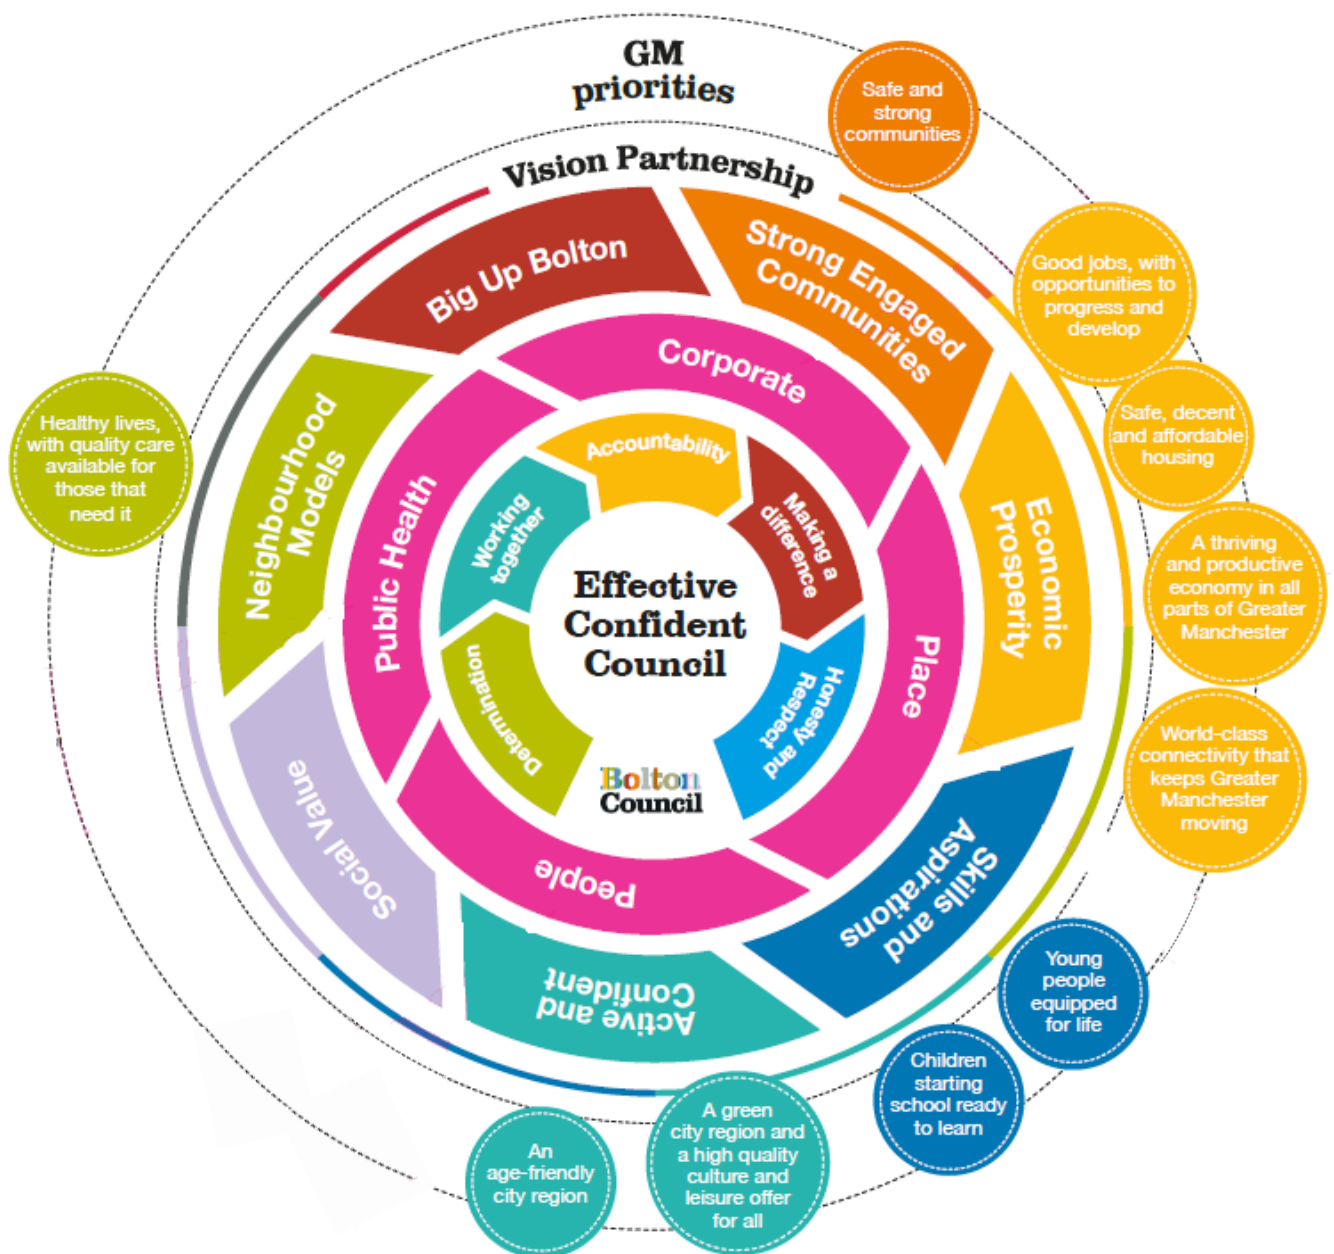 GM
priorities
Vision Partnership
Safe and
strong
communities
Good jobs, with
opportunities to
progress and
develop
Safe, decent
and affordable
housing
A thriving
and productive
economy in all
parts of Greater
Manchester
World-class
connectivity that
keeps Greater
Manchester
moving
Young
people
equipped
for life
Children
starting
school ready
to learn
A green
city region and
a high quality
culture and
leisure offer
for all
An
age-friendly
city region
Healthy lives,
with quality care
available for
those that
need it
Big Up Bolton
Strong Engaged
Communities
Economic
Prosperity
Skills and
Aspirations
Active and
Confident
Social Value
Neighbourhood
Models
Corporate
Place
People
Public Health
Accountability
Making a
difference
Honesty and
Respect
Determination
Working
together
Effective
Confident
Council
Bolton
Council